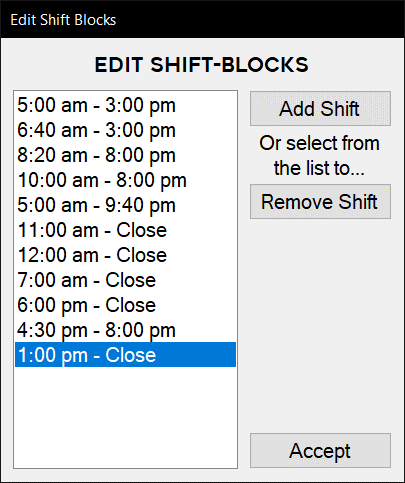 Edit Shift Blocks
EDIT SHIFT-BLOCKS
5:00 am - 3:00 pm
6:40 am - 3:00 pm
8:20 am - 8:00 pm
10:00 am - 8:00 pm
5:00 am - 9:40 pm
11:00 am - Close
12:00 am - Close
7:00 am - Close
6:00 pm - Close
4:30 pm - 8:00 pm
1:00 pm - Close
Add Shift
Or select from
the list to...
Remove Shift
Accept